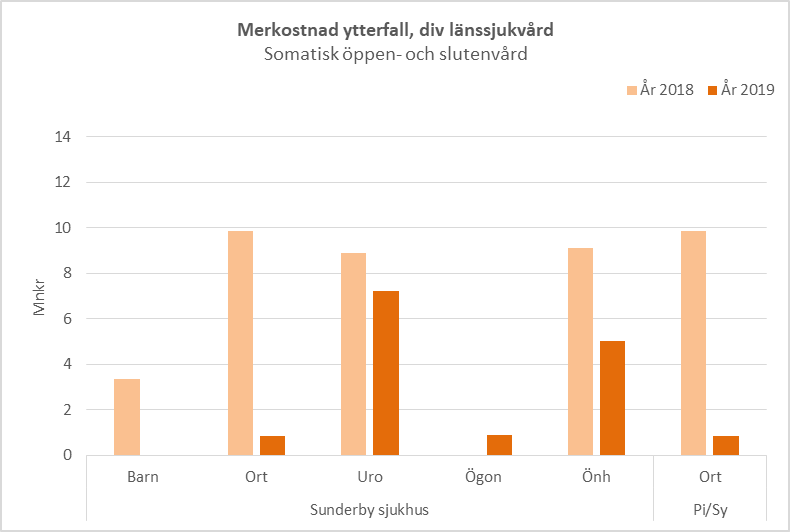 Merkostnad ytterfall, div länssjukvård
Somatisk öppen- och slutenvård
År 2018 År 2019
14
12
10
8
6
4
2
0
Mnkr
Barn Ort Uro Ögon Önh Ort
Sunderby sjukhus Pi/Sy